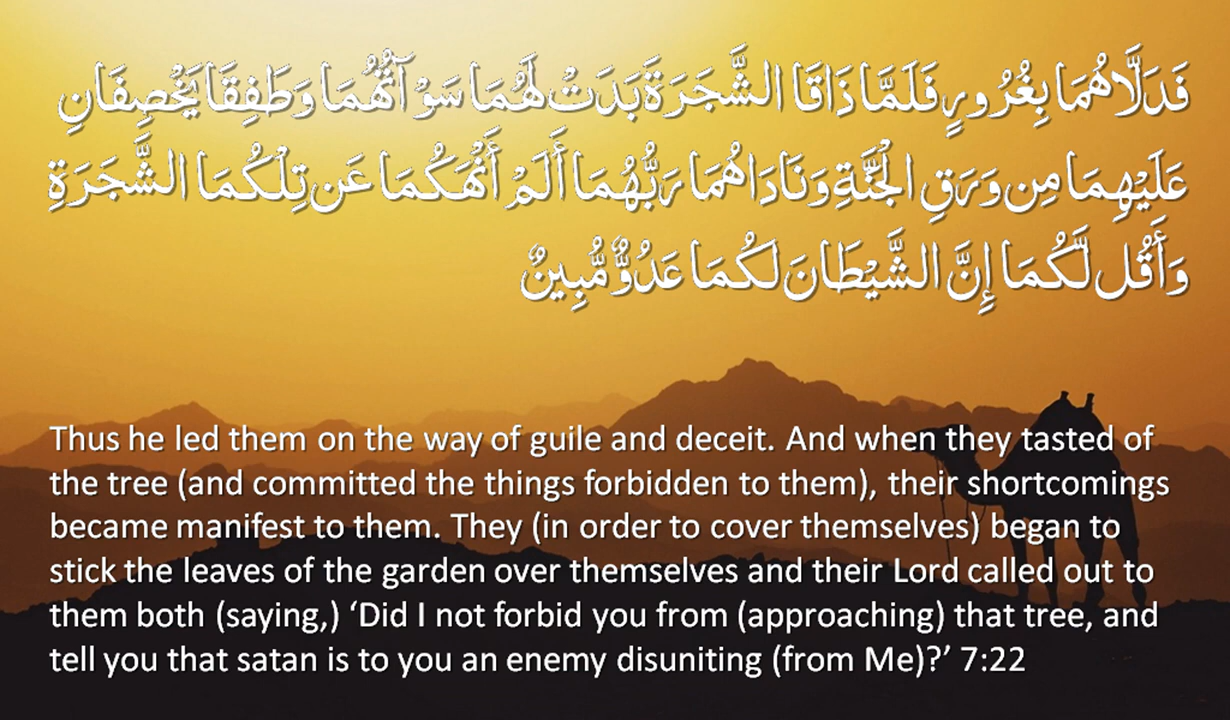 فَدَلَّاهُمَا بِغُرُورٍ فَلَمَّا ذَاقَا الشَّجَرَةَ بَدَتْ لَهُمَا سَوْآتُهُمَا وَطَفِقَا يَخْصِفَانِ
عَلَيْهِمَا مِن وَرَقِ الْجَنَّةِ وَنَادَاهُمَا رَبُّهُمَا أَلَمْ أَنْهَكُمَا عَن تِلْكُمَا الشَّجَرَةِ
وَأَقُل لَّكُمَا إِنَّ الشَّيْطَانَ لَكُمَا عَدُوٌّ مُّبِينٌ
Thus he led them on the way of guile and deceit. And when they tasted of
the tree (and committed the things forbidden to them), their shortcomings
became manifest to them. They (in order to cover themselves) began to
stick the leaves of the garden over themselves and their Lord called out to
them both (saying,) ‘Did I not forbid you from (approaching) that tree, and
tell you that satan is to you an enemy disuniting (from Me)?’ 7:22